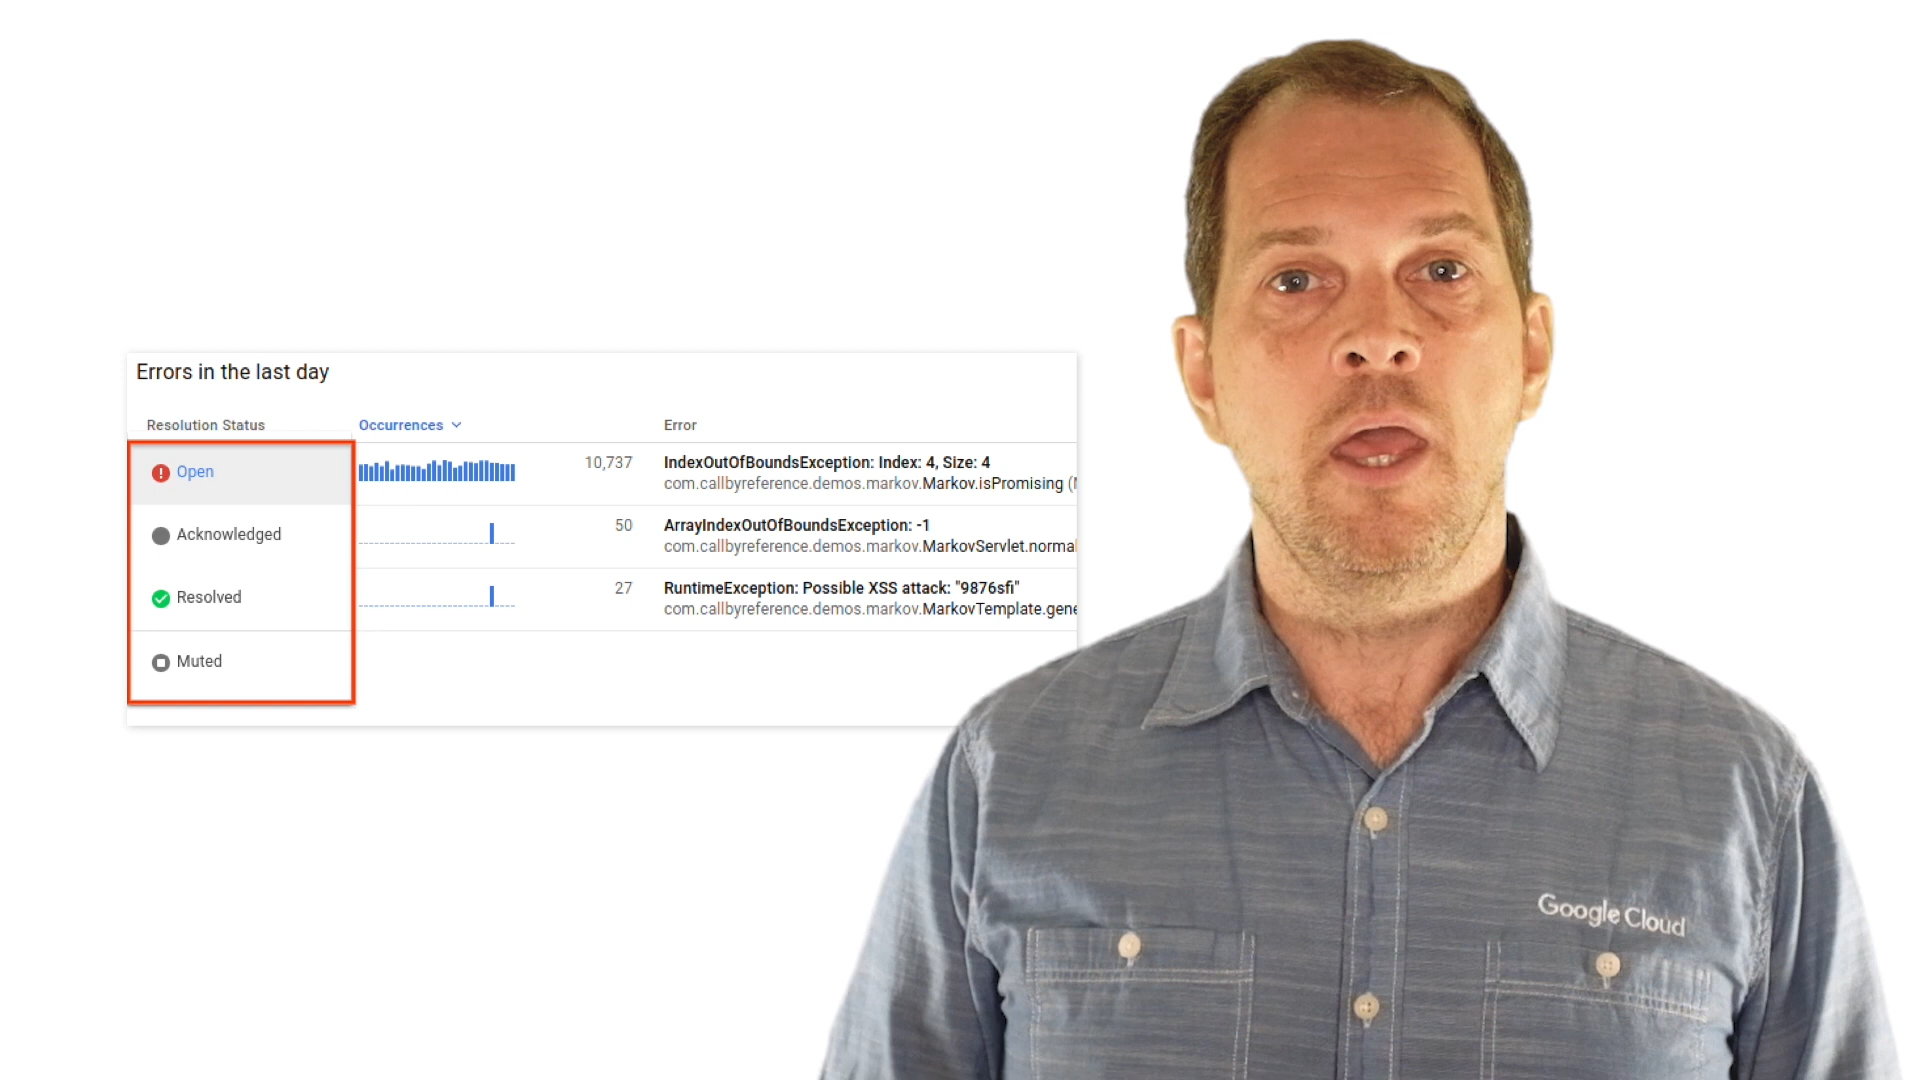 Errors in the last day
Resolution Status Occurrences Error
Open 10,737 IndexOutOfBoundsException: Index: 4, Size: 4
com.callbyreference.demos.markov.Markov.isPromising (
Acknowledged 50 ArrayIndexOutOfBoundsException: -1
com.callbyreference.demos.markov.MarkovServlet.normal
Resolved 27 RuntimeException: Possible XSS attack: "9876sfi"
com.callbyreference.demos.markov.MarkovTemplate.gene
Muted
Google Cloud